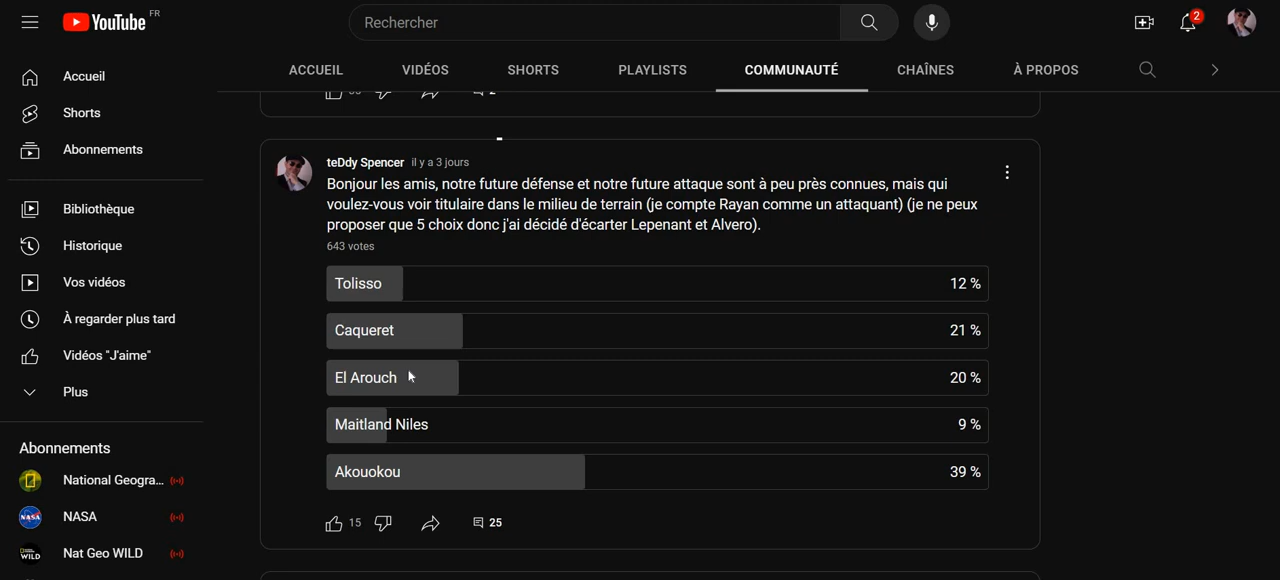 YouTube FR
Rechercher
2
ACCUEIL VIDÉOS SHORTS PLAYLISTS COMMUNAUTÉ CHAÎNES À PROPOS
Accueil
Shorts
Abonnements
Bibliothèque
Historique
Vos vidéos
À regarder plus tard
Vidéos "J'aime"
Plus
Abonnements
National Geogra...
NASA
Nat Geo WILD
teDdy Spencer il y a 3 jours
Bonjour les amis, notre future défense et notre future attaque sont à peu près connues, mais qui
voulez-vous voir titulaire dans le milieu de terrain (je compte Rayan comme un attaquant) (je ne peux
proposer que 5 choix donc j'ai décidé d'écarter Lepenant et Alvero).
643 votes
Tolisso 12 %
Caqueret 21 %
El Arouch 20 %
Maitland Niles 9 %
Akouokou 39 %
15 25